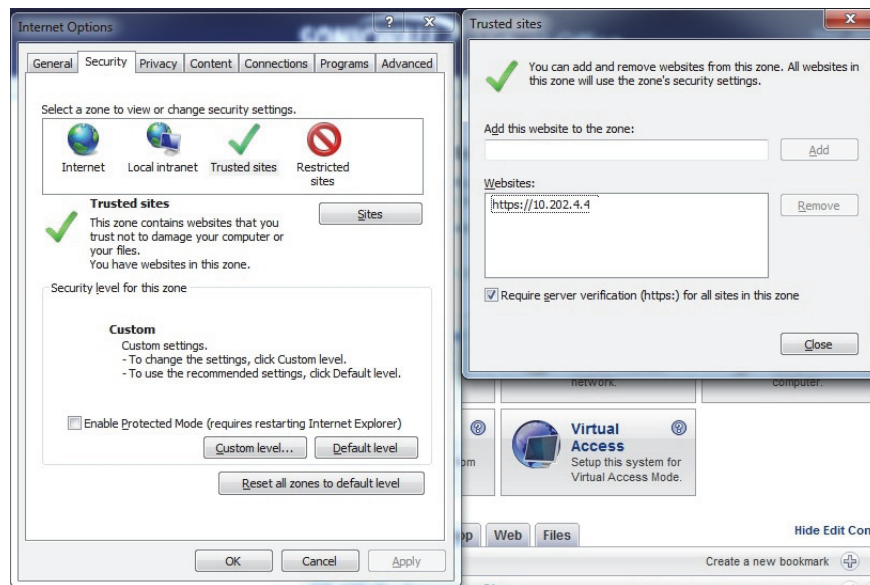 Internet Options
General Security Privacy Content Connections Programs Advanced
Select a zone to view or change security settings.
Internet Local intranet Trusted sites Restricted
sites
Trusted sites
This zone contains websites that you
trust not to damage your computer or
your files.
You have websites in this zone.
Sites
Security level for this zone
Custom
Custom settings.
- To change the settings, click Custom level.
- To use the recommended settings, click Default level.
Enable Protected Mode (requires restarting Internet Explorer)
Custom level... Default level
Reset all zones to default level
OK Cancel Apply
Trusted sites
You can add and remove websites from this zone. All websites in
this zone will use the zone's security settings.
Add this website to the zone:
Add
Websites:
https://10.202.4.4
Remove
Require server verification (https:) for all sites in this zone
Close
network. computer.
Virtual
Access
Setup this system for
Virtual Access Mode.
Web Files
Hide Edit
Create a new bookmark